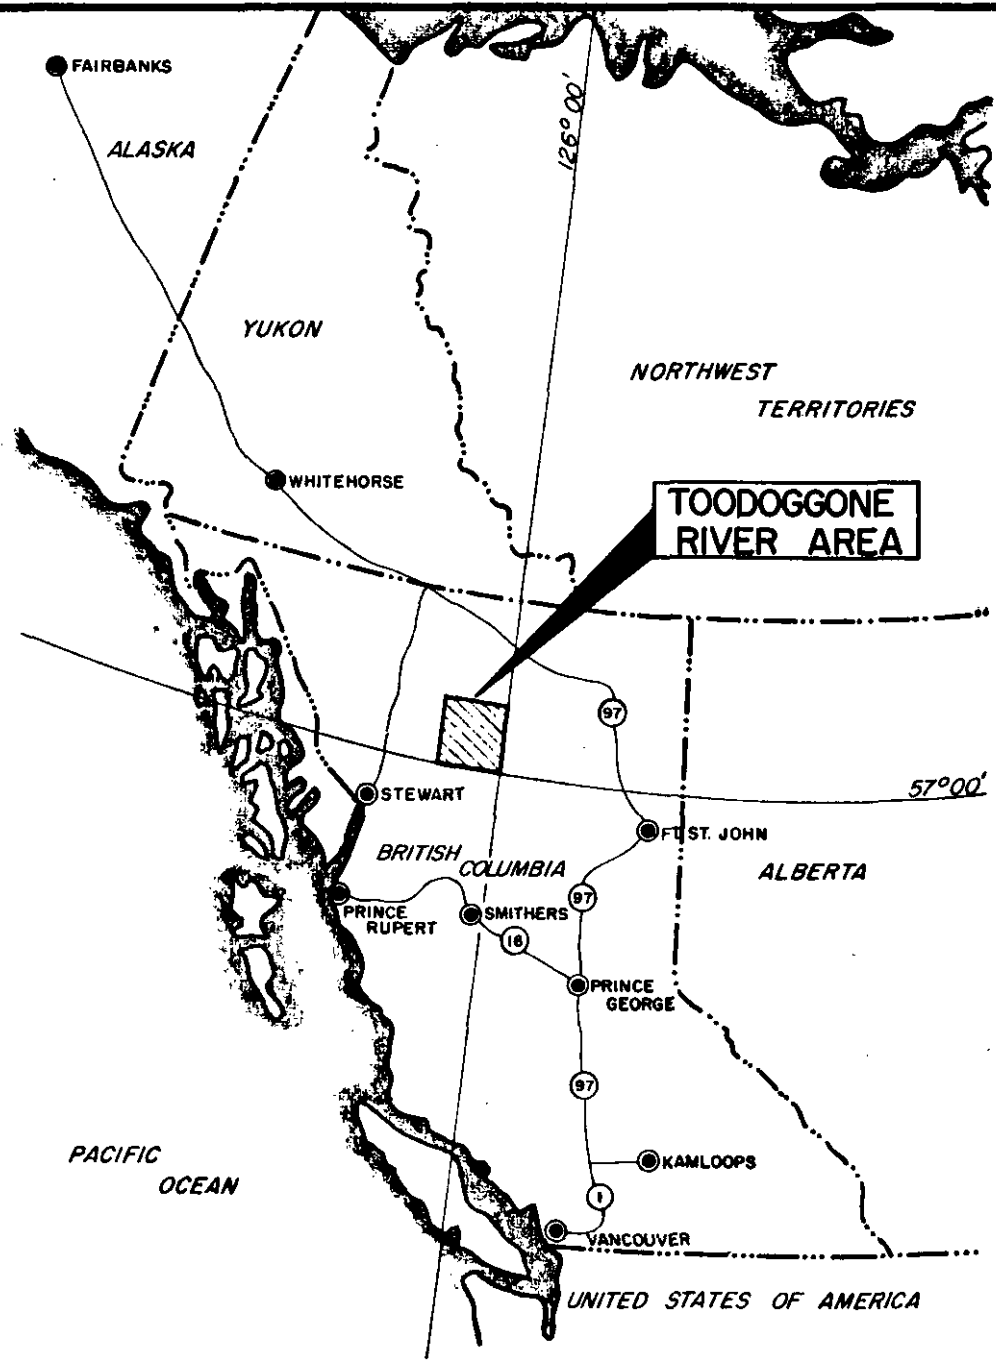 FAIRBANKS
ALASKA
126° 00'
YUKON
NORTHWEST
TERRITORIES
WHITEHORSE
TOODOGGONE
RIVER AREA
97
57°00'
STEWART
FT. ST. JOHN
BRITISH
COLUMBIA
ALBERTA
97
PRINCE
RUPERT
SMITHERS
16
PRINCE
GEORGE
97
PACIFIC
OCEAN
KAMLOOPS
1
VANCOUVER
UNITED STATES OF AMERICA